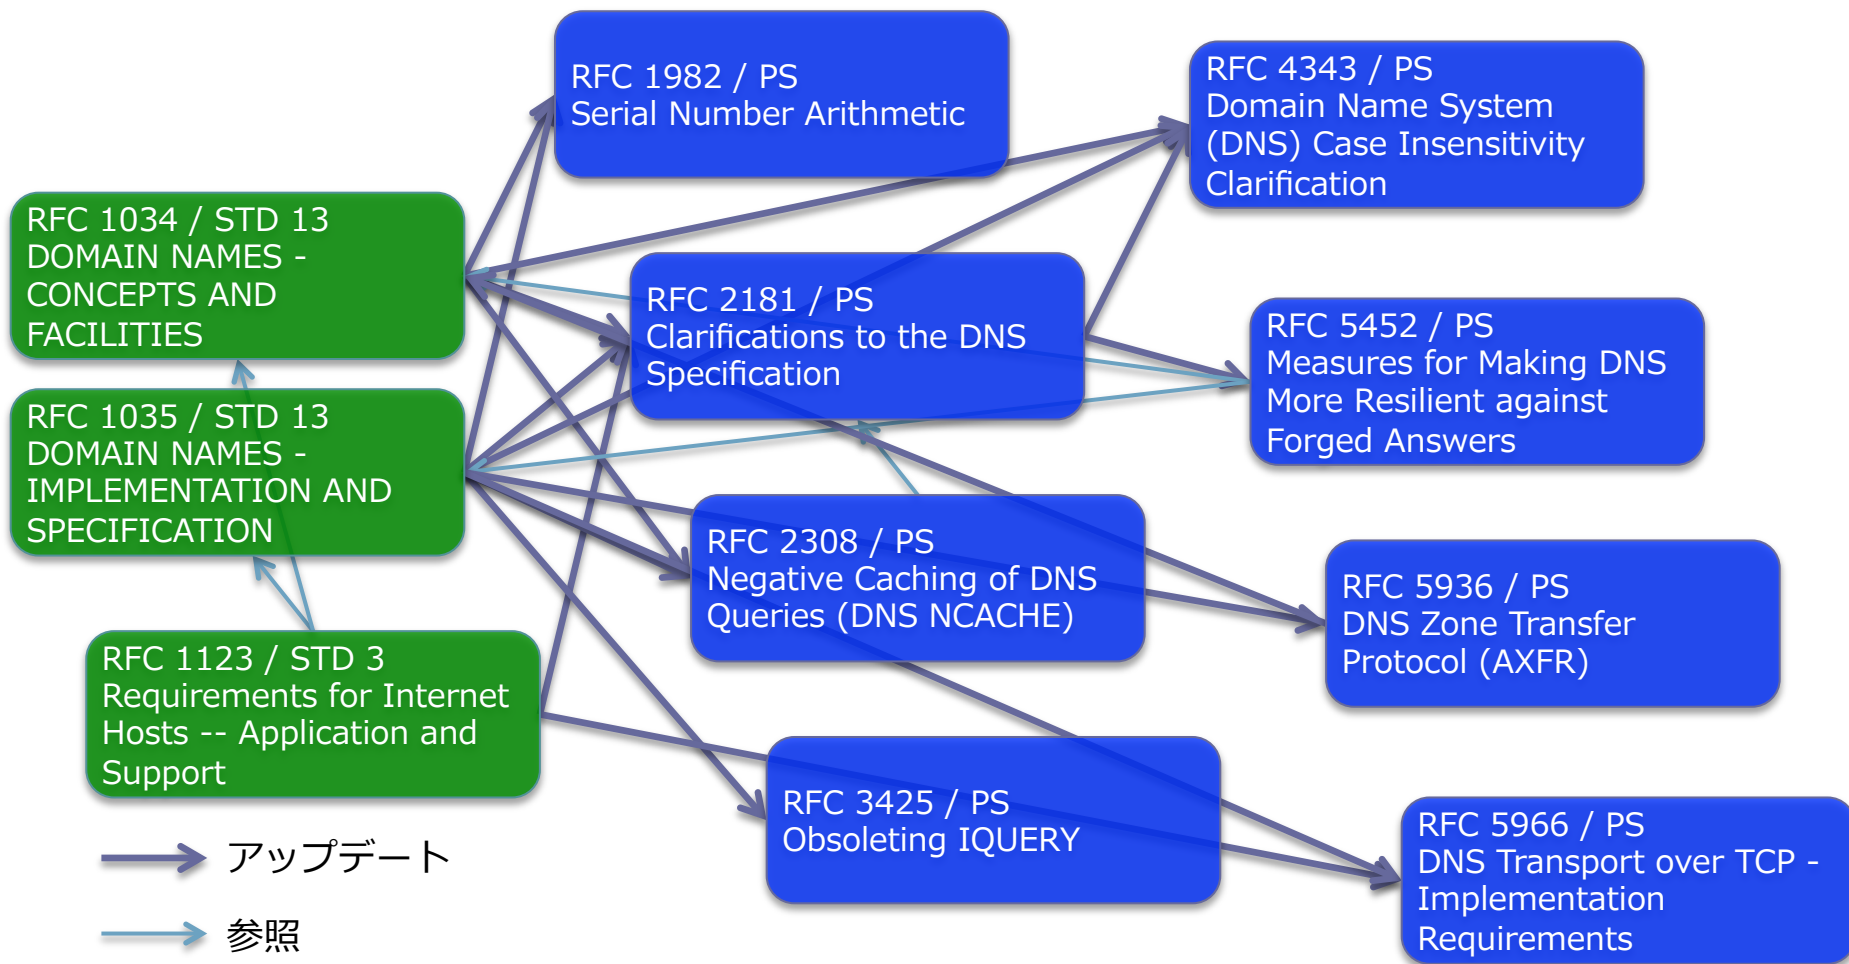 RFC 1982 / PS
Serial Number Arithmetic
RFC 4343 / PS
Domain Name System
(DNS) Case Insensitivity
Clarification
RFC 1034 / STD 13
DOMAIN NAMES -
CONCEPTS AND
FACILITIES
RFC 2181 / PS
Clarifications to the DNS
Specification
RFC 5452 / PS
Measures for Making DNS
More Resilient against
Forged Answers
RFC 1035 / STD 13
DOMAIN NAMES -
IMPLEMENTATION AND
SPECIFICATION
RFC 2308 / PS
Negative Caching of DNS
Queries (DNS NCACHE)
RFC 5936 / PS
DNS Zone Transfer
Protocol (AXFR)
RFC 1123 / STD 3
Requirements for Internet
Hosts -- Application and
Support
RFC 3425 / PS
Obsoleting IQUERY
RFC 5966 / PS
DNS Transport over TCP -
Implementation
Requirements
アップデート
参照